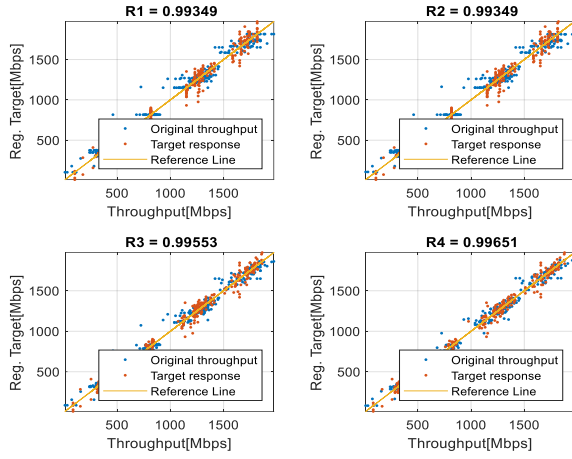 R1 = 0.99349
Reg. Target[Mbps]
1500
1000
500
Original throughput
Target response
Reference Line
500 1000 1500
Throughput[Mbps]
R2 = 0.99349
Reg. Target[Mbps]
1500
1000
500
Original throughput
Target response
Reference Line
500 1000 1500
Throughput[Mbps]
R3 = 0.99553
Reg. Target[Mbps]
1500
1000
500
Original throughput
Target response
Reference Line
500 1000 1500
Throughput[Mbps]
R4 = 0.99651
Reg. Target[Mbps]
1500
1000
500
Original throughput
Target response
Reference Line
500 1000 1500
Throughput[Mbps]